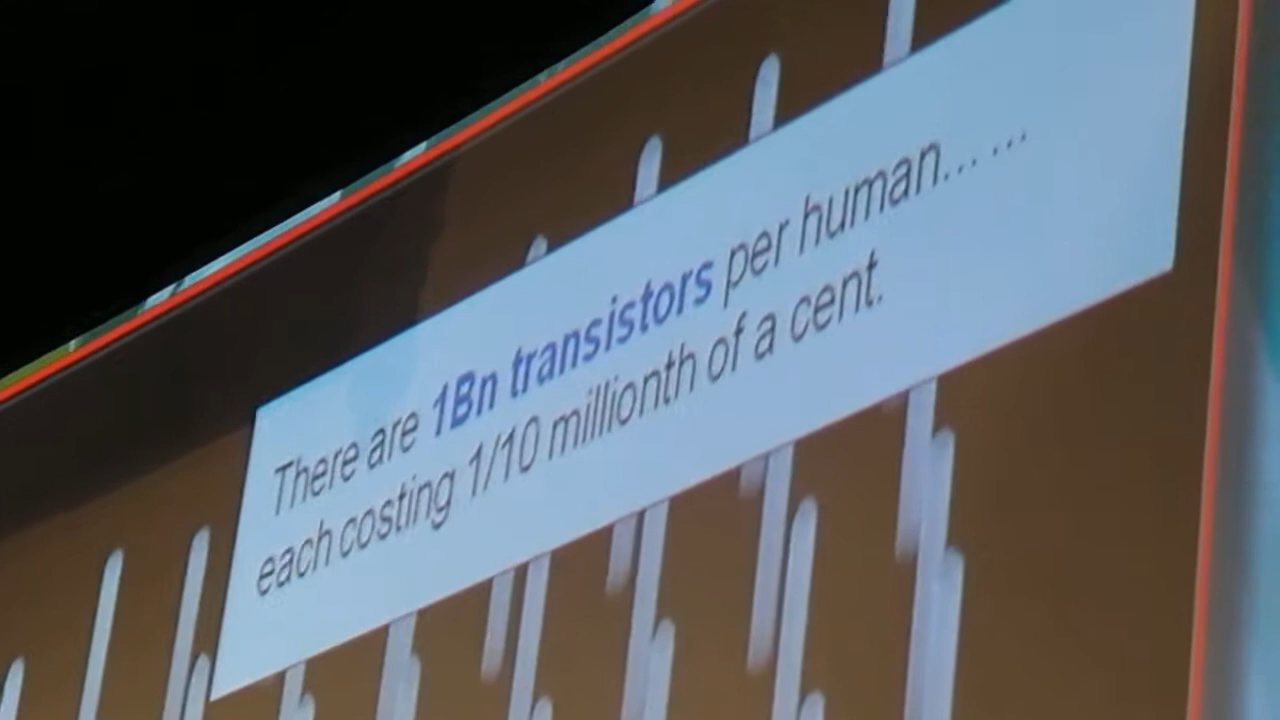 There are 1Bn transistors per human... ...
each costing 1/10 millionth of a cent.